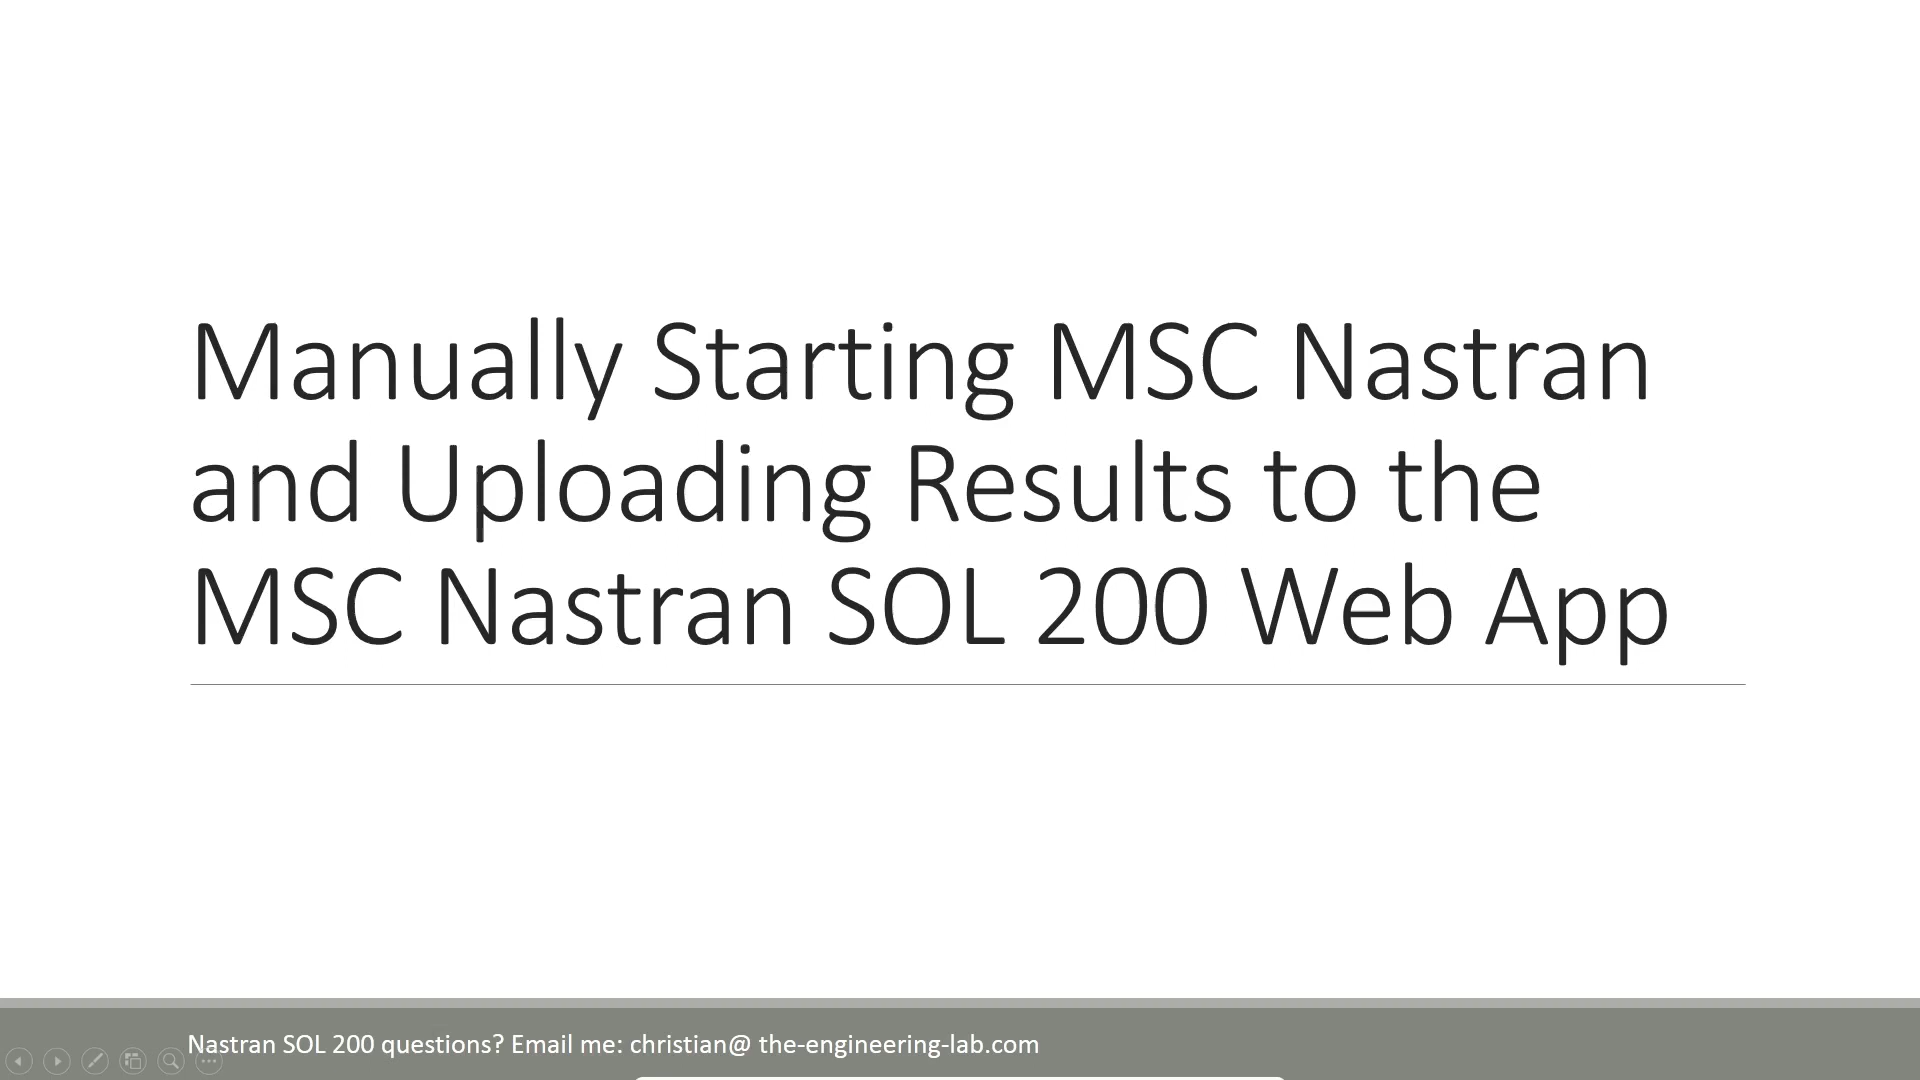 Manually Starting MSC Nastran
and Uploading Results to the
MSC Nastran SOL 200 Web App
Nastran SOL 200 questions? Email me: christian@ the-engineering-lab.com